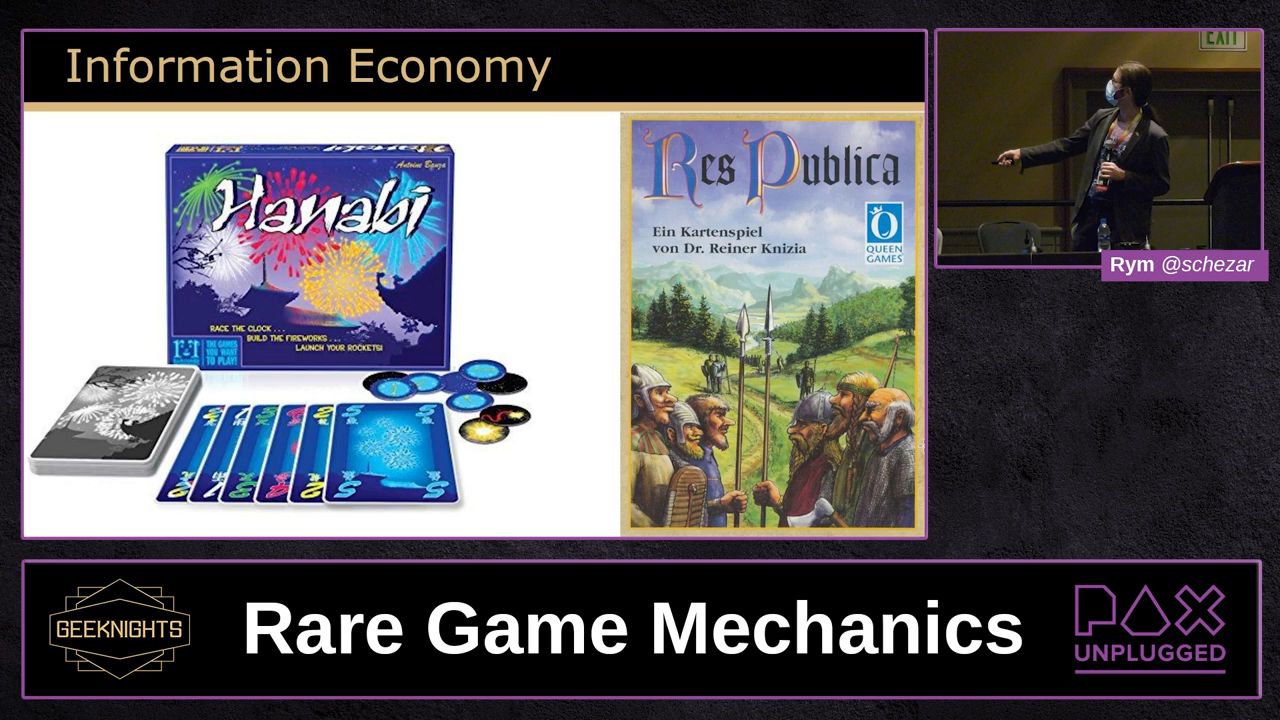 Information Economy
Antoine Bauza
Hanabi
RACE THE CLOCK . . .
BUILD THE FIREWORKS . . .
LAUNCH YOUR ROCKETS!
THE GAMES
YOU WANT
TO PLAY!
Res Publica
Ein Kartenspiel
von Dr. Reiner Knizia
QUEEN
GAMES
EXIT
Rym @schezar
GEEKNIGHTS
Rare Game Mechanics
PAX
UNPLUGGED